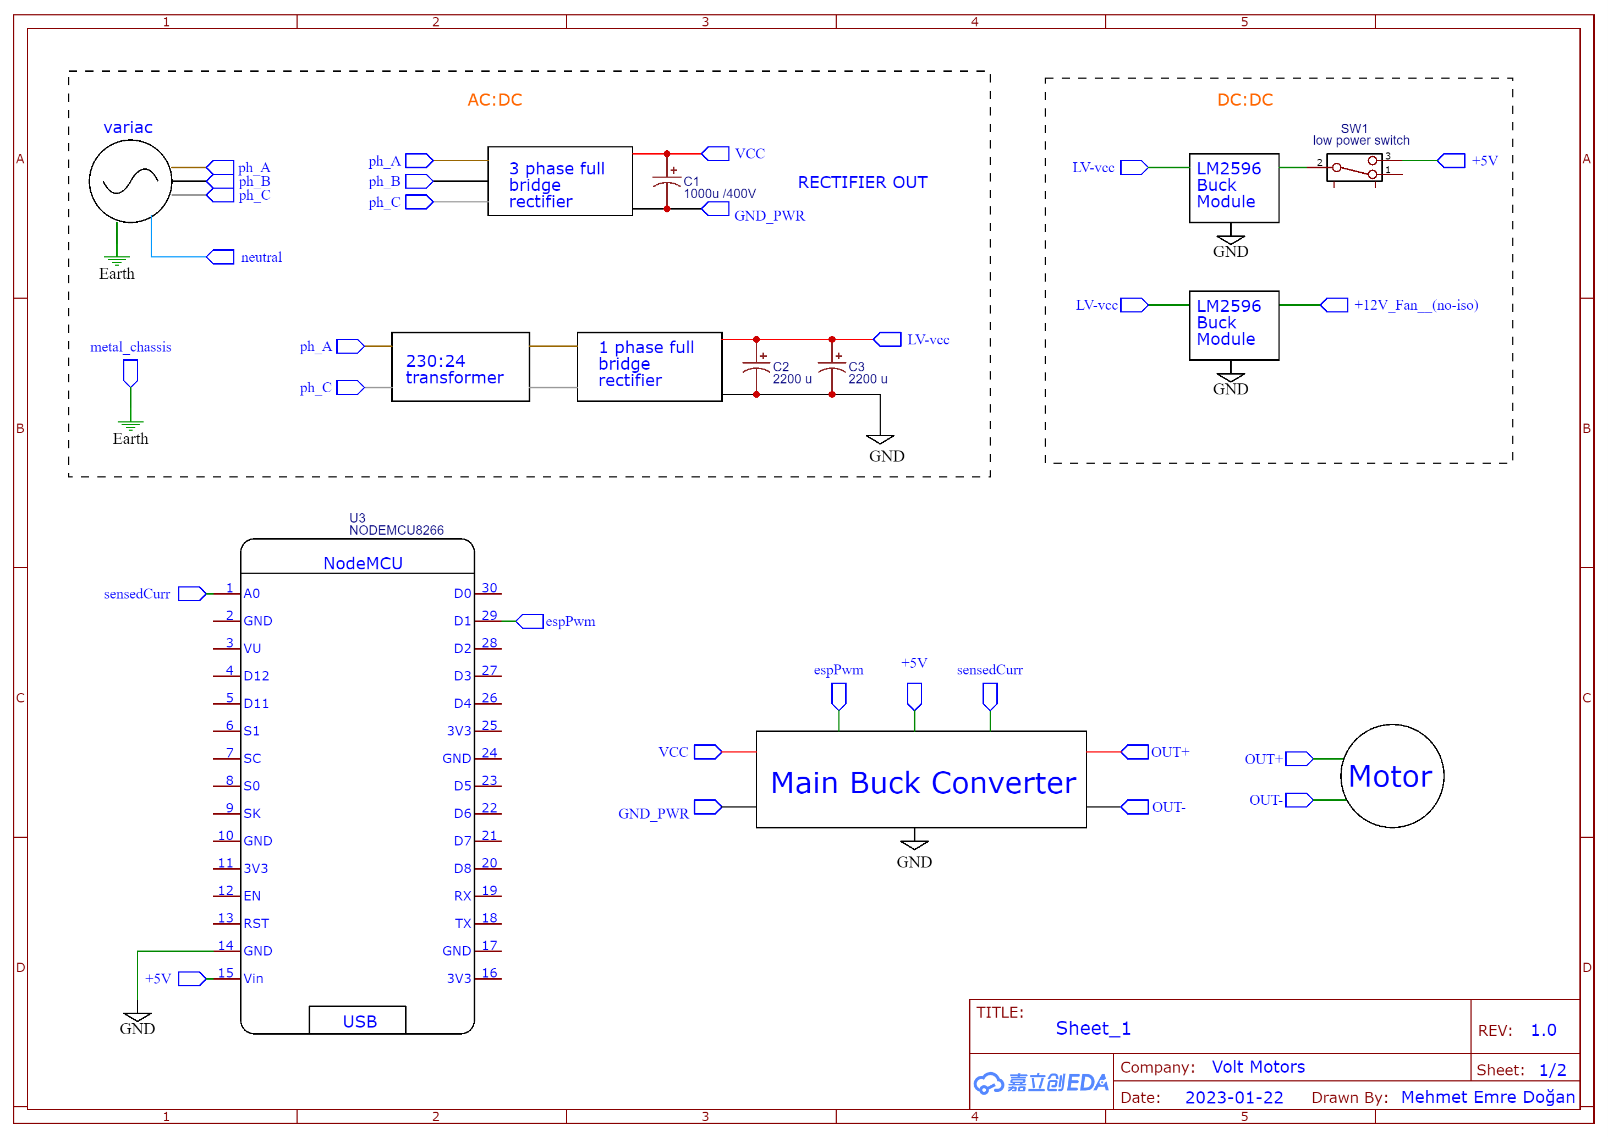 1 2 3 4 5
A
B
C
D
A
B
C
D
AC:DC
variac
ph_A
ph_B
ph_C
neutral
Earth
metal_chassis
Earth
ph_A
ph_B
ph_C
3 phase full
bridge
rectifier
VCC
C1
1000u /400V
GND_PWR
RECTIFIER OUT
ph_A
ph_C
230:24
transformer
1 phase full
bridge
rectifier
C2
2200 u
C3
2200 u
LV-vcc
GND
DC:DC
LV-vcc
LM2596
Buck
Module
GND
SW1
low power switch
2
3
1
+5V
LV-vcc
LM2596
Buck
Module
GND
+12V_Fan__(no-iso)
U3
NODEMCU8266
NodeMCU
sensedCurr
1 A0
2 GND
3 VU
4 D12
5 D11
6 S1
7 SC
8 S0
9 SK
10 GND
11 3V3
12 EN
13 RST
14 GND
15 Vin
+5V
GND
D0 30
D1 29
espPwm
D2 28
D3 27
D4 26
3V3 25
GND 24
D5 23
D6 22
D7 21
D8 20
RX 19
TX 18
GND 17
3V3 16
USB
espPwm
+5V
sensedCurr
VCC
GND_PWR
Main Buck Converter
OUT+
OUT-
GND
OUT+
OUT-
Motor
TITLE:
Sheet_1
REV: 1.0
嘉立创EDA
Company: Volt Motors
Sheet: 1/2
Date: 2023-01-22
Drawn By: Mehmet Emre Doğan
1 2 3 4 5